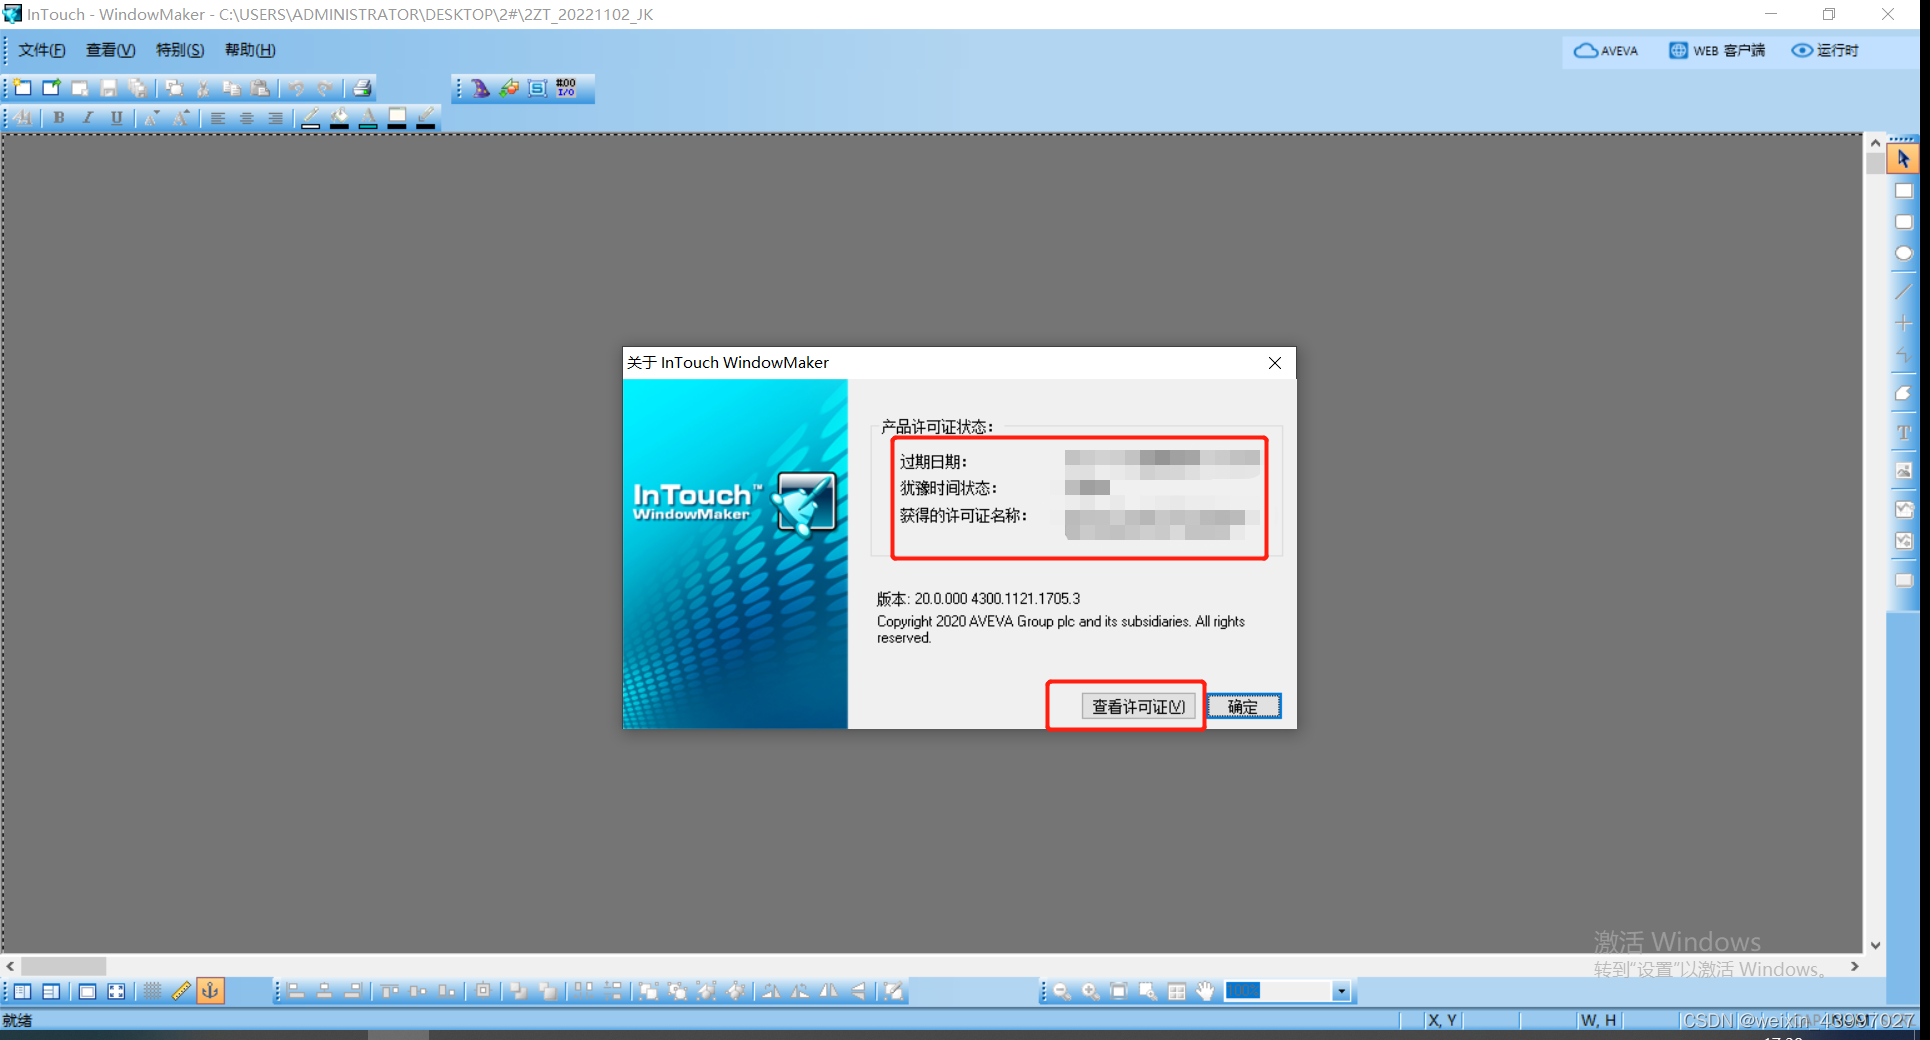 InTouch - WindowMaker - C:\USERS\ADMINISTRATOR\DESKTOP\2#\2ZT_20221102_JK
文件(F) 查看(V) 特别(S) 帮助(H)
AVEVA WEB 客户端 运行时
#:00
I/O
B I U
关于 InTouch WindowMaker
产品许可证状态:
过期日期:
犹豫时间状态:
获得的许可证名称:
InTouch™
WindowMaker
版本: 20.0.000 4300.1121.1705.3
Copyright 2020 AVEVA Group plc and its subsidiaries. All rights
reserved.
查看许可证(V) 确定
激活 Windows
转到"设置"以激活 Windows。
100%
就绪
X, Y W, H
CSDN @weixin_43997027